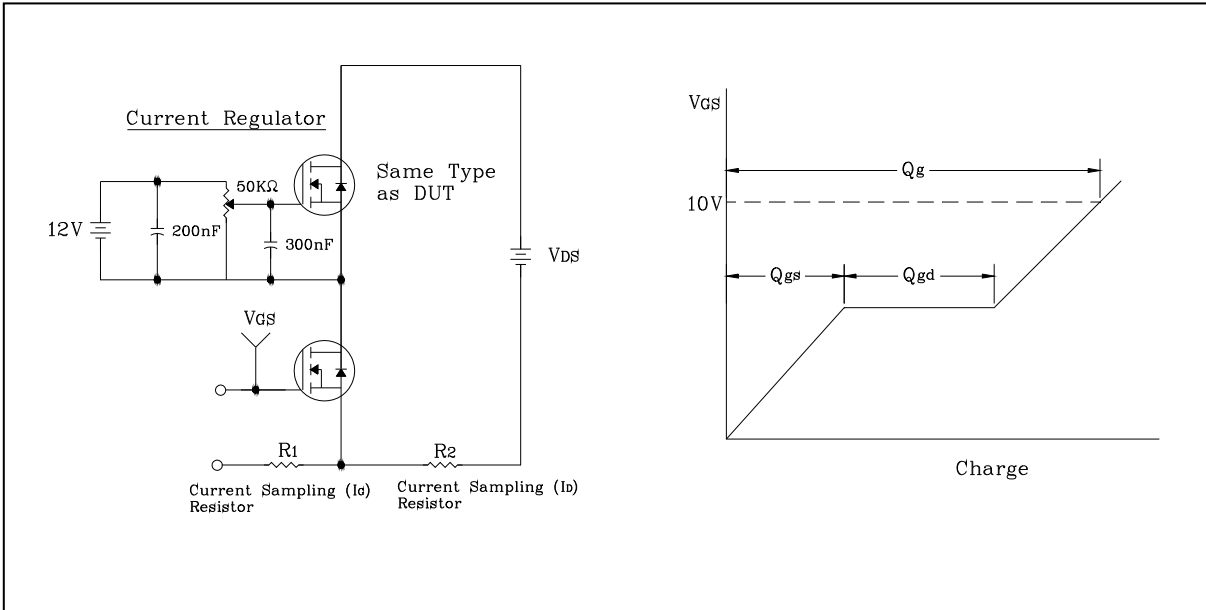 Current Regulator
Same Type
as DUT
50KΩ
12V
200nF
300nF
VDS
VGS
R1
R2
Current Sampling (IG)
Resistor
Current Sampling (ID)
Resistor
VGS
Qg
10V
Qgs
Qgd
Charge